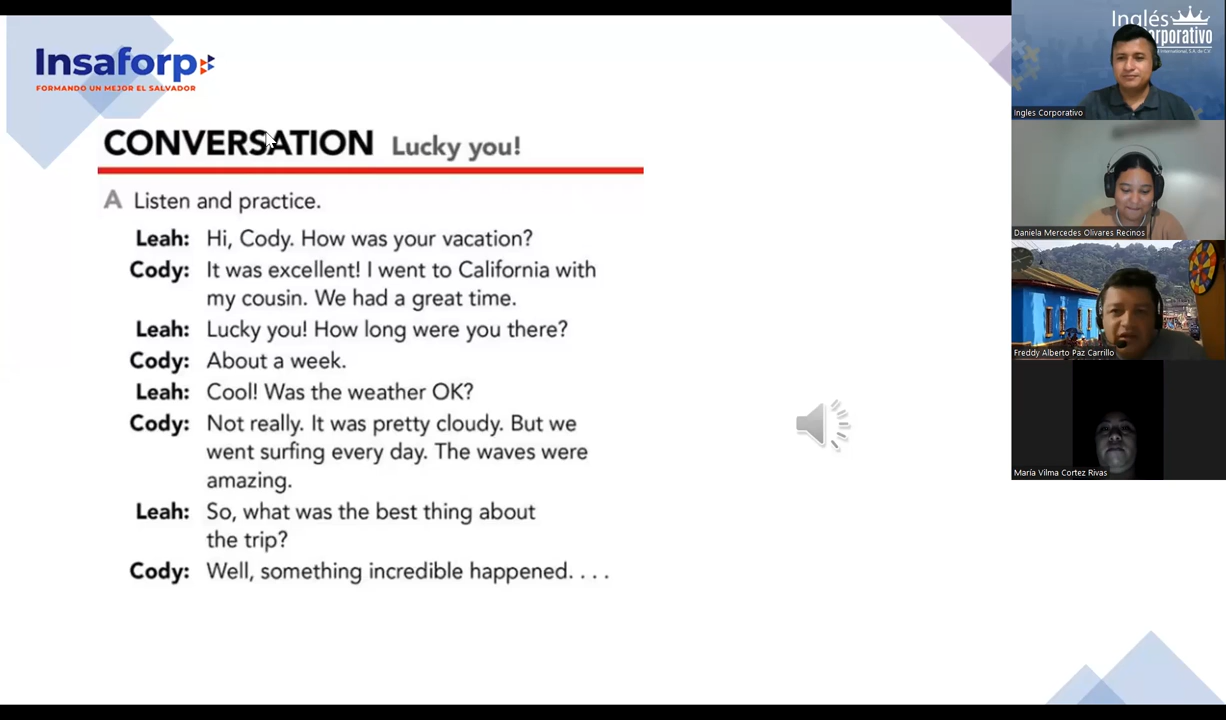 Insaforp
FORMANDO UN MEJOR EL SALVADOR
CONVERSATION Lucky you!
A Listen and practice.
Leah: Hi, Cody. How was your vacation?
Cody: It was excellent! I went to California with
my cousin. We had a great time.
Leah: Lucky you! How long were you there?
Cody: About a week.
Leah: Cool! Was the weather OK?
Cody: Not really. It was pretty cloudy. But we
went surfing every day. The waves were
amazing.
Leah: So, what was the best thing about
the trip?
Cody: Well, something incredible happened. . . .
Inglés
Ingles Corporativo
Daniela Mercedes Olivares Recinos
Freddy Alberto Paz Carrillo
María Vilma Cortez Rivas